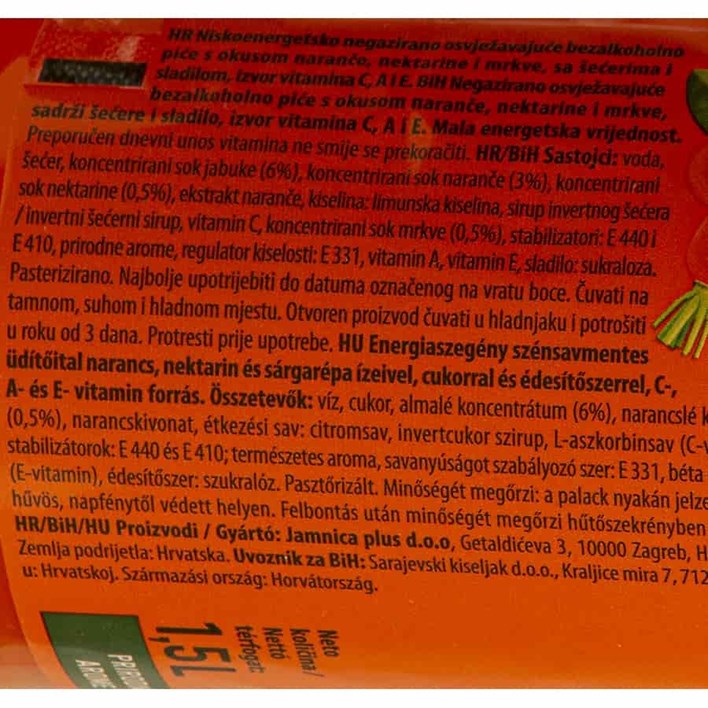 HR Niskoenergetsko negazirano osvježavajuće bezalkoholno
piće s okusom naranče, nektarine i mrkve, sa šećerima i
sladilom, izvor vitamina C, A I E. BIH Negazirano osvježavajuće
bezalkoholno piće s okusom naranče, nektarine i mrkve,
sadrži šećere i sladilo, izvor vitamina C, A i E. Mala energetska vrijednost.
Preporučen dnevni unos vitamina ne smije se prekoračiti. HR/BiH Sastojci: voda,
šećer, koncentrirani sok jabuke (6%), koncentrirani sok naranče (3%), koncentrirani
sok nektarine (0,5%), ekstrakt naranče, kiselina: limunska kiselina, sirup invertnog šećera
/ invertni šećerni sirup, vitamin C, koncentrirani sok mrkve (0,5%), stabilizatori: E 440 i
E 410, prirodne arome, regulator kiselosti: E 331, vitamin A, vitamin E, sladilo: sukraloza.
Pasterizirano. Najbolje upotrijebiti do datuma označenog na vratu boce. Čuvati na
tamnom, suhom i hladnom mjestu. Otvoren proizvod čuvati u hladnjaku i potrošiti
u roku od 3 dana. Protresti prije upotrebe. HU Energiaszegény szénsavmentes
üdítőital narancs, nektarin és sárgarépa ízeivel, cukorral és édesítőszerrel, C-,
A- és E- vitamin forrás. Összetevők: víz, cukor, almalé koncentrátum (6%), narancslé k
(0,5%), narancskivonat, étkezési sav: citromsav, invertcukor szirup, L-aszkorbinsav (C-v
stabilizátorok: E 440 és E 410; természetes aroma, savanyúságot szabályozó szer: E 331, béta
(E-vitamin), édesítőszer: szukralóz. Pasztőrizált. Minőségét megőrzi: a palack nyakán jelze
hűvös, napfénytől védett helyen. Felbontás után minőségét megőrzi hűtőszekrényben
HR/BiH/HU Proizvodi / Gyártó: Jamnica plus d.o.o, Getaldićeva 3, 10000 Zagreb, H
Zemlja podrijetla: Hrvatska. Uvoznik za BiH: Sarajevski kiseljak d.o.o., Kraljice mira 7, 712
u: Hrvatskoj. Származási ország: Horvátország.
Neto
količina/
Nettó
térfogat:
1,5L
PRIROD
AROME